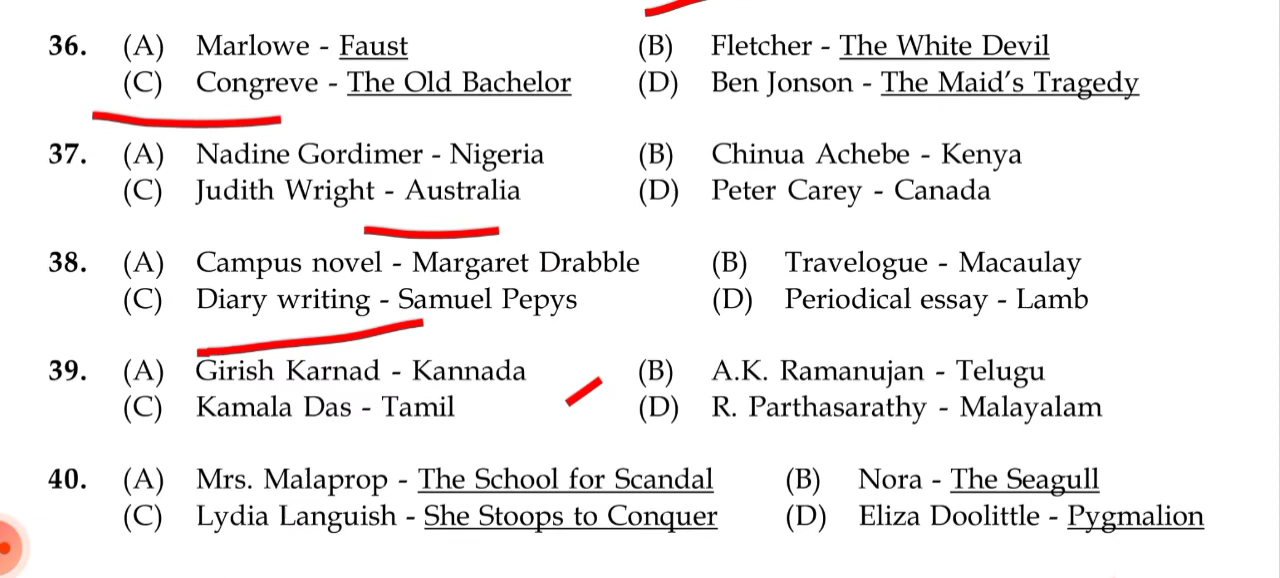 36. (A) Marlowe - Faust (B) Fletcher - The White Devil
(C) Congreve - The Old Bachelor (D) Ben Jonson - The Maid's Tragedy
37. (A) Nadine Gordimer - Nigeria (B) Chinua Achebe - Kenya
(C) Judith Wright - Australia (D) Peter Carey - Canada
38. (A) Campus novel - Margaret Drabble (B) Travelogue - Macaulay
(C) Diary writing - Samuel Pepys (D) Periodical essay - Lamb
39. (A) Girish Karnad - Kannada (B) A.K. Ramanujan - Telugu
(C) Kamala Das - Tamil (D) R. Parthasarathy - Malayalam
40. (A) Mrs. Malaprop - The School for Scandal (B) Nora - The Seagull
(C) Lydia Languish - She Stoops to Conquer (D) Eliza Doolittle - Pygmalion